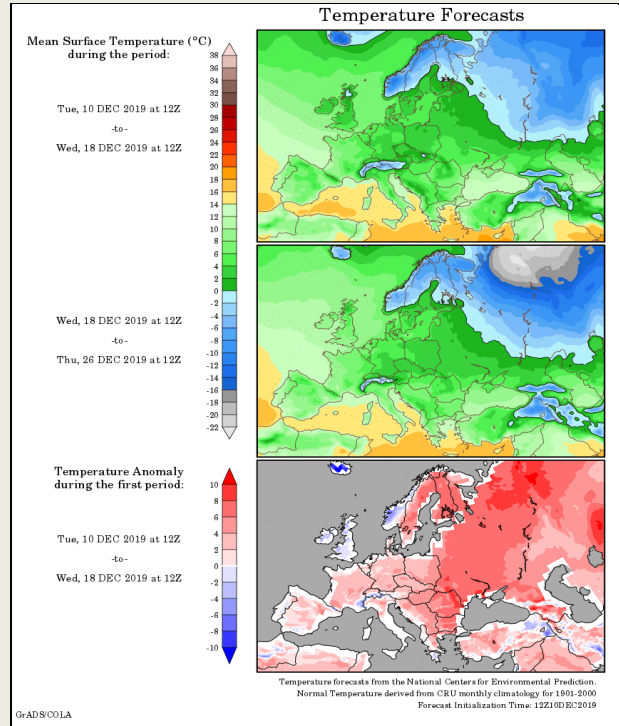 Temperature Forecasts
Mean Surface Temperature (°C)
during the period:
Tue, 10 DEC 2019 at 12Z
-to-
Wed, 18 DEC 2019 at 12Z
38
36
34
32
30
28
26
24
22
20
18
16
14
12
10
8
6
4
2
0
-2
-4
-6
-8
-10
-12
-14
-16
-18
-20
-22
Wed, 18 DEC 2019 at 12Z
-to-
Thu, 26 DEC 2019 at 12Z
Temperature Anomaly
during the first period:
Tue, 10 DEC 2019 at 12Z
-to-
Wed, 18 DEC 2019 at 12Z
10
8
6
4
2
0
-2
-4
-6
-8
-10
Temperature forecasts from the National Centers for Environmental Prediction.
Normal Temperature derived from CRU monthly climatology for 1901-2000
Forecast Initialization Time: 12Z10DEC2019
GrADS/COLA